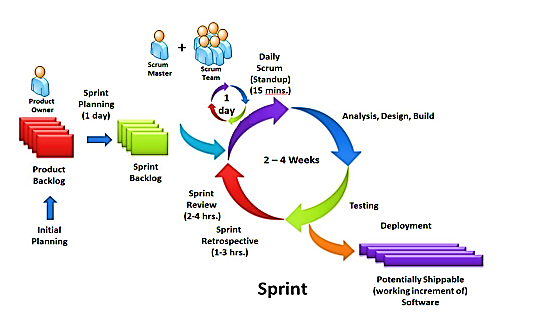 Scrum
Master
+
Scrum
Team
Daily
Scrum
(Standup)
(15 mins.)
Product
Owner
Sprint
Planning
(1 day)
1
day
Analysis, Design, Build
Product
Backlog
Sprint
Backlog
2 – 4 Weeks
Initial
Planning
Sprint
Review
(2-4 hrs.)
Sprint
Retrospective
(1-3 hrs.)
Testing
Deployment
Potentially Shippable
(working increment of)
Software
Sprint